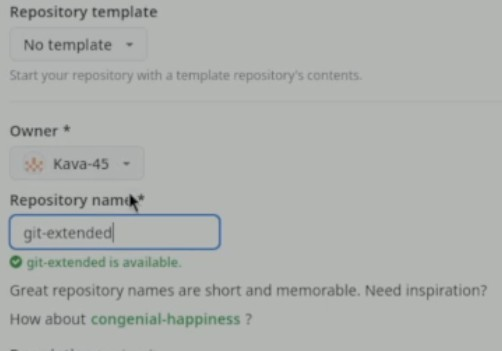 Repository template
No template
Start your repository with a template repository's contents.
Owner *
Kava-45
Repository name *
git-extended
git-extended is available.
Great repository names are short and memorable. Need inspiration?
How about congenial-happiness ?